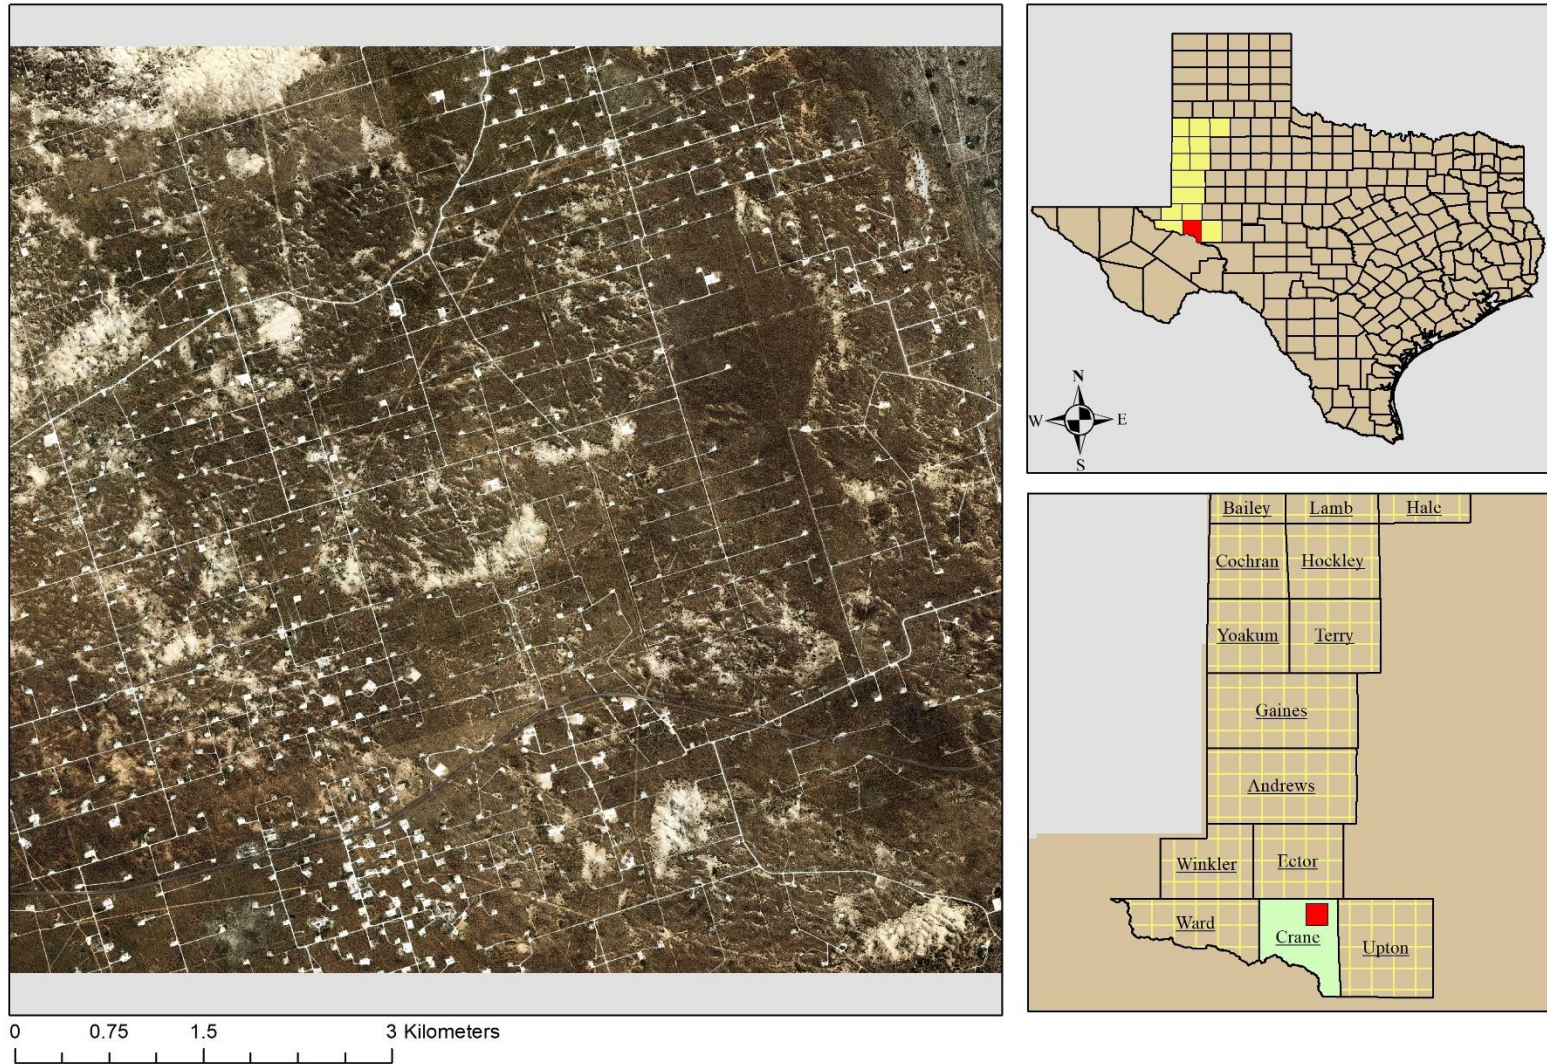 N
W E
S
Bailey Lamb Hale
Cochran Hockley
Yoakum Terry
Gaines
Andrews
Winkler Ector
Ward Crane Upton
0 0.75 1.5 3 Kilometers